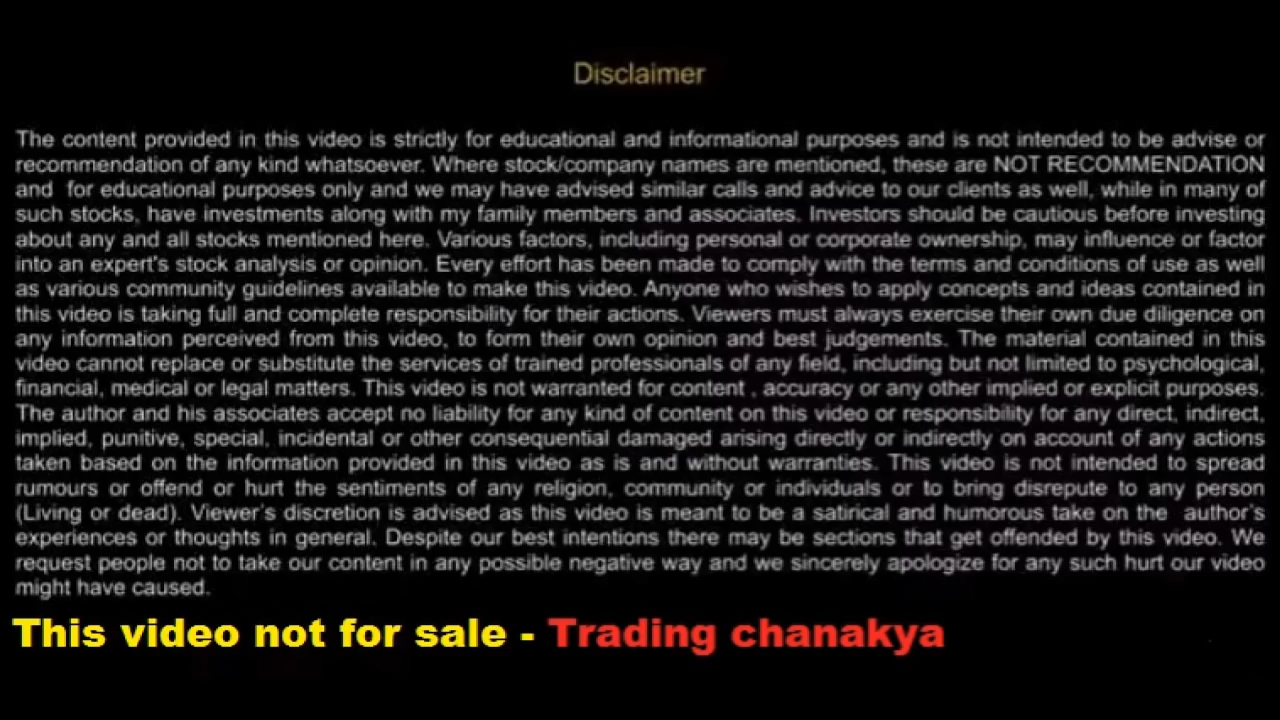 Disclaimer
The content provided in this video is strictly for educational and informational purposes and is not intended to be advise or
recommendation of any kind whatsoever. Where stock/company names are mentioned, these are NOT RECOMMENDATION
and for educational purposes only and we may have advised similar calls and advice to our clients as well, while in many of
such stocks, have investments along with my family members and associates. Investors should be cautious before investing
about any and all stocks mentioned here. Various factors, including personal or corporate ownership, may influence or factor
into an expert's stock analysis or opinion. Every effort has been made to comply with the terms and conditions of use as well
as various community guidelines available to make this video. Anyone who wishes to apply concepts and ideas contained in
this video is taking full and complete responsibility for their actions. Viewers must always exercise their own due diligence on
any information perceived from this video, to form their own opinion and best judgements. The material contained in this
video cannot replace or substitute the services of trained professionals of any field, including but not limited to psychological,
financial, medical or legal matters. This video is not warranted for content , accuracy or any other implied or explicit purposes.
The author and his associates accept no liability for any kind of content on this video or responsibility for any direct, indirect,
implied, punitive, special, incidental or other consequential damaged arising directly or indirectly on account of any actions
taken based on the information provided in this video as is and without warranties. This video is not intended to spread
rumours or offend or hurt the sentiments of any religion, community or individuals or to bring disrepute to any person
(Living or dead). Viewer's discretion is advised as this video is meant to be a satirical and humorous take on the author's
experiences or thoughts in general. Despite our best intentions there may be sections that get offended by this video. We
request people not to take our content in any possible negative way and we sincerely apologize for any such hurt our video
might have caused.
This video not for sale - Trading chanakya